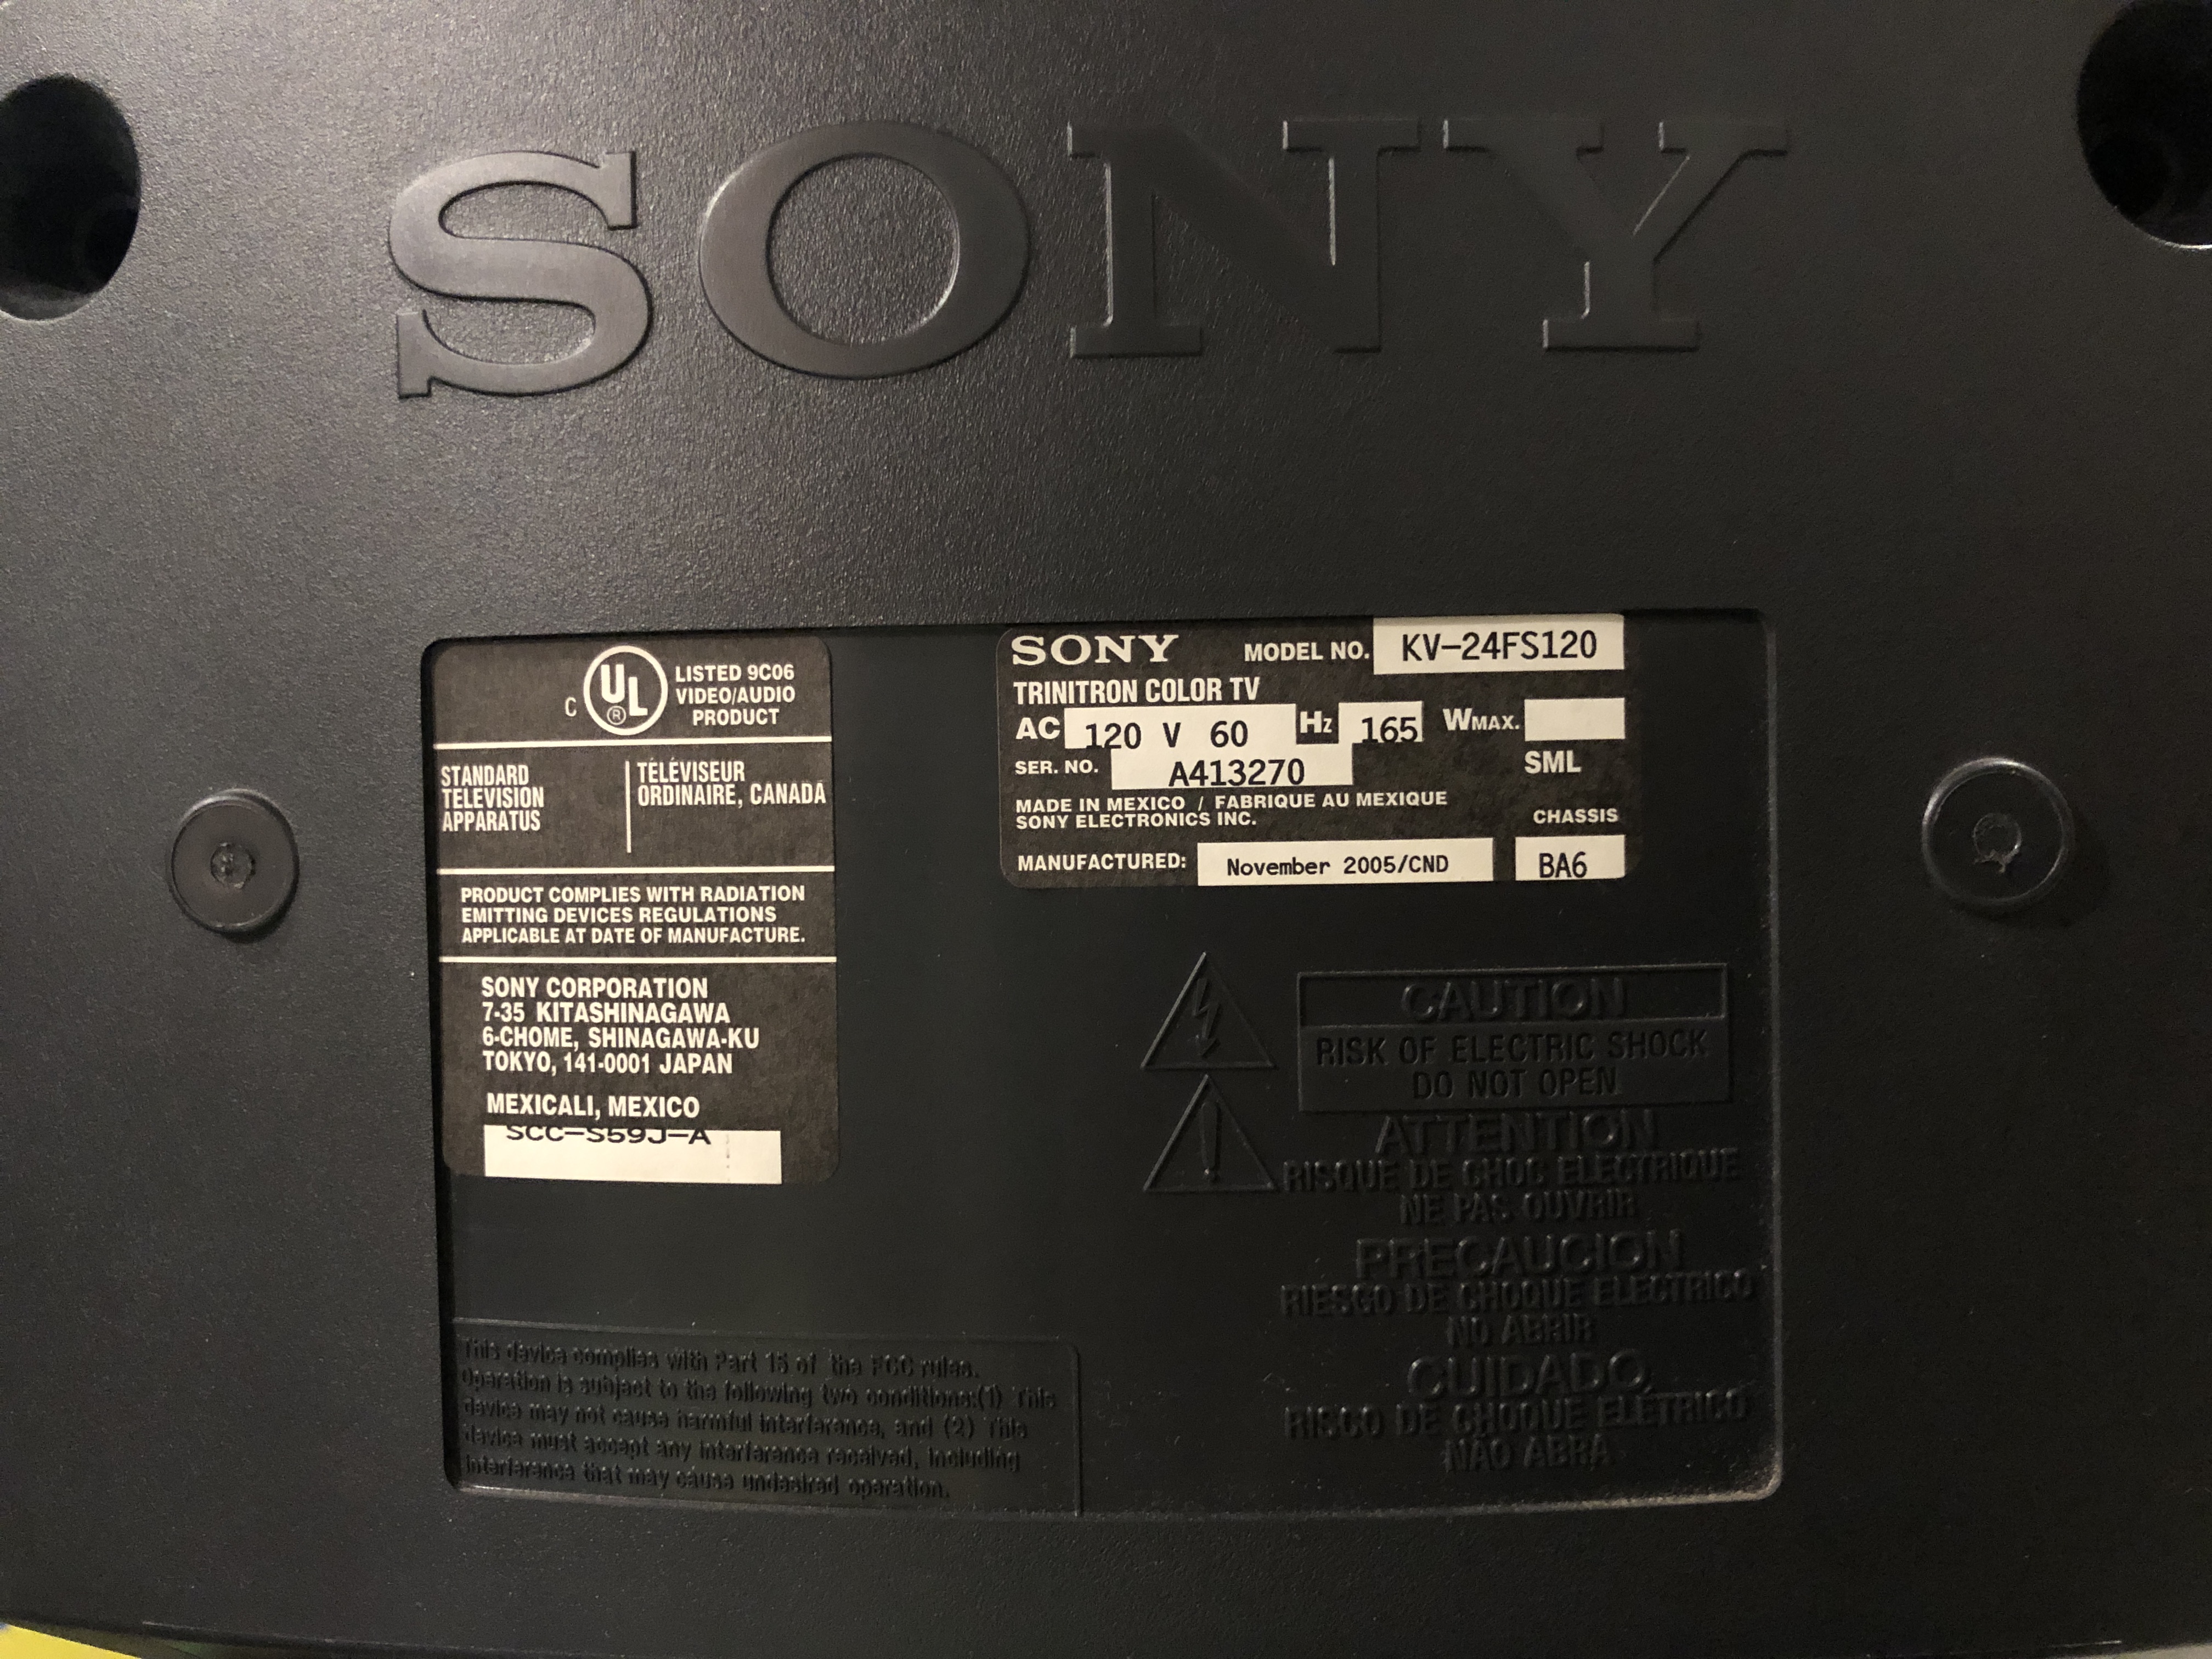 SONY
C UL ® LISTED 9C06
VIDEO/AUDIO
PRODUCT
STANDARD
TELEVISION
APPARATUS
TÉLÉVISEUR
ORDINAIRE, CANADA
PRODUCT COMPLIES WITH RADIATION
EMITTING DEVICES REGULATIONS
APPLICABLE AT DATE OF MANUFACTURE.
SONY CORPORATION
7-35 KITASHINAGAWA
6-CHOME, SHINAGAWA-KU
TOKYO, 141-0001 JAPAN
MEXICALI, MEXICO
SCC-S59J-A
SONY MODEL NO. KV-24FS120
TRINITRON COLOR TV
AC 120 V 60 Hz 165 WMAX.
SER. NO. A413270 SML
MADE IN MEXICO / FABRIQUE AU MEXIQUE
SONY ELECTRONICS INC.
CHASSIS
MANUFACTURED: November 2005/CND BA6
CAUTION
RISK OF ELECTRIC SHOCK
DO NOT OPEN
ATTENTION
RISQUE DE CHOC ELECTRIQUE
NE PAS OUVRIR
PRECAUCION
RIESGO DE CHOQUE ELECTRICO
NO ABRIR
CUIDADO
RISCO DE CHOQUE ELETRICO
NÃO ABRA
This device complies with Part 15 of the FCC rules.
Operation is subject to the following two conditions:(1) This
device may not cause harmful interference, and (2) This
device must accept any interference received, including
interference that may cause undesired operation.